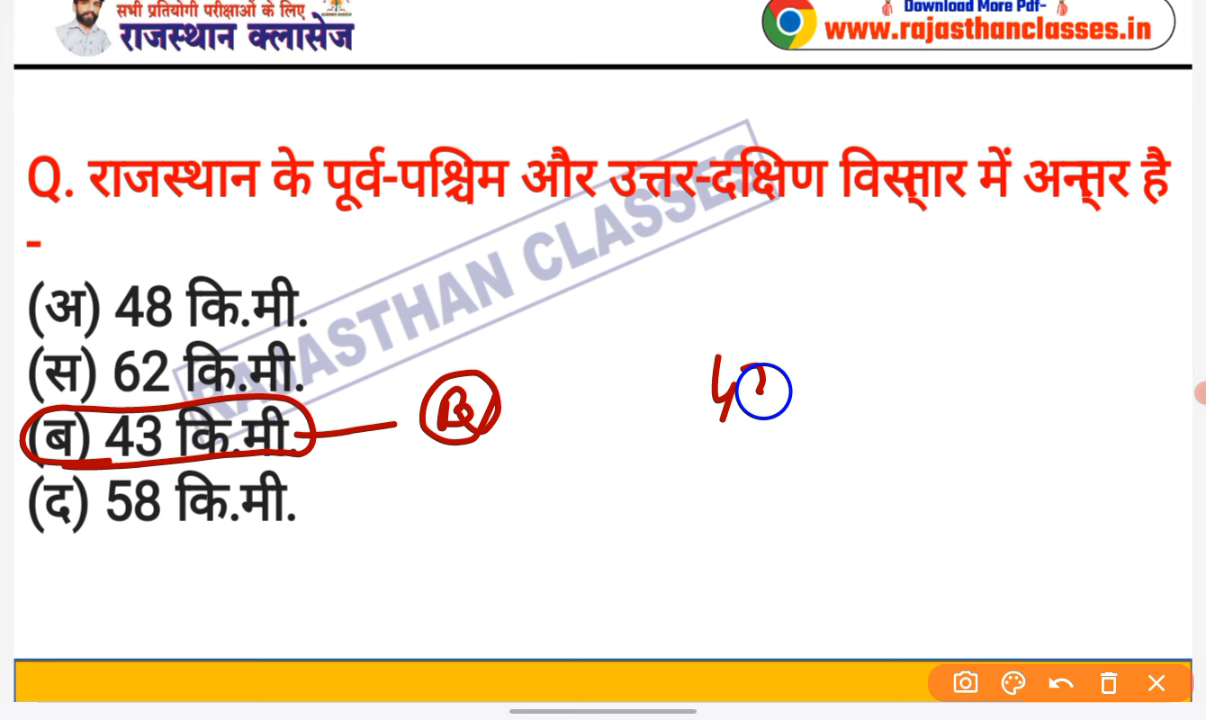 सभी प्रतियोगी परीक्षाओं के लिए
राजस्थान क्लासेज
Download More Pdf-
www.rajasthanclasses.in
Q. राजस्थान के पूर्व-पश्चिम और उत्तर-दक्षिण विस्तार में अन्तर है
-
(अ) 48 कि.मी.
(स) 62 कि.मी.
(ब) 43 कि.मी.
(द) 58 कि.मी.
RAJASTHAN CLASSES
B